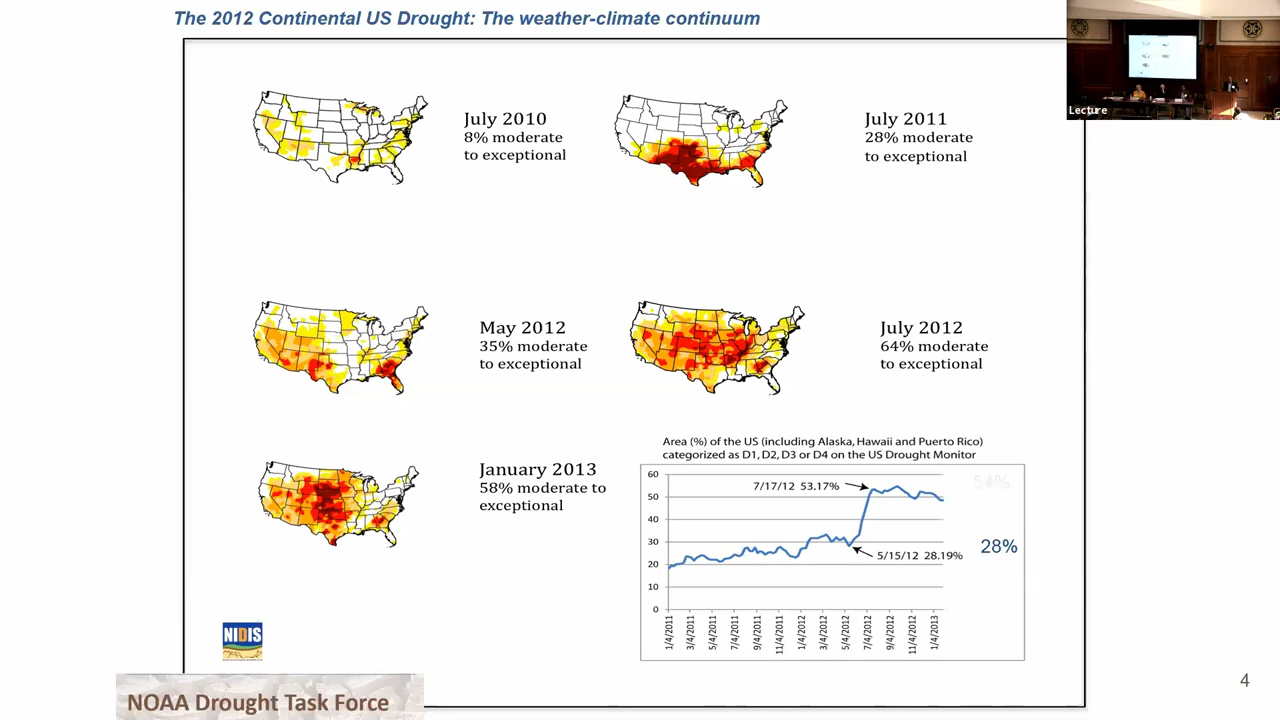 The 2012 Continental US Drought: The weather-climate continuum
Lecture
July 2010
8% moderate
to exceptional
July 2011
28% moderate
to exceptional
May 2012
35% moderate
to exceptional
July 2012
64% moderate
to exceptional
January 2013
58% moderate to
exceptional
Area (%) of the US (including Alaska, Hawaii and Puerto Rico)
categorized as D1, D2, D3 or D4 on the US Drought Monitor
60
50
40
30
20
10
0
7/17/12 53.17%
5/15/12 28.19%
54%
28%
1/4/2011
3/4/2011
5/4/2011
7/4/2011
9/4/2011
11/4/2011
1/4/2012
3/4/2012
5/4/2012
7/4/2012
9/4/2012
11/4/2012
1/4/2013
NIDIS
NOAA Drought Task Force
4